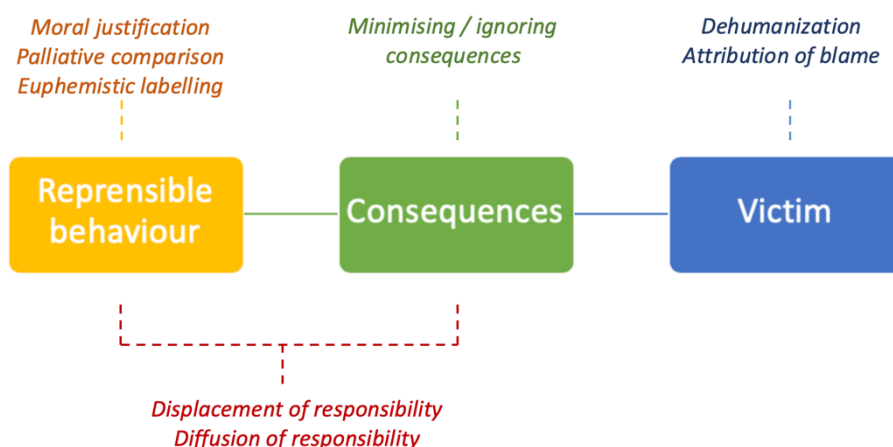 Moral justification
Palliative comparison
Euphemistic labelling
Minimising / ignoring
consequences
Dehumanization
Attribution of blame
Reprensible
behaviour
Consequences
Victim
Displacement of responsibility
Diffusion of responsibility